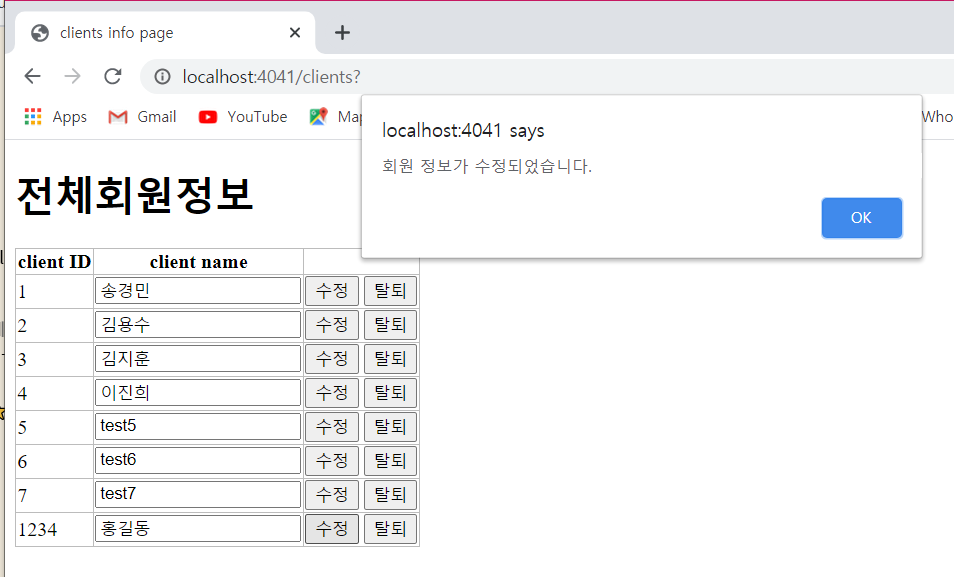 clients info page
localhost:4041/clients?
Apps Gmail YouTube Who
localhost:4041 says
회원 정보가 수정되었습니다.
OK
전체회원정보
client ID client name
1 송경민 수정 탈퇴
2 김용수 수정 탈퇴
3 김지훈 수정 탈퇴
4 이진희 수정 탈퇴
5 test5 수정 탈퇴
6 test6 수정 탈퇴
7 test7 수정 탈퇴
1234 홍길동 수정 탈퇴